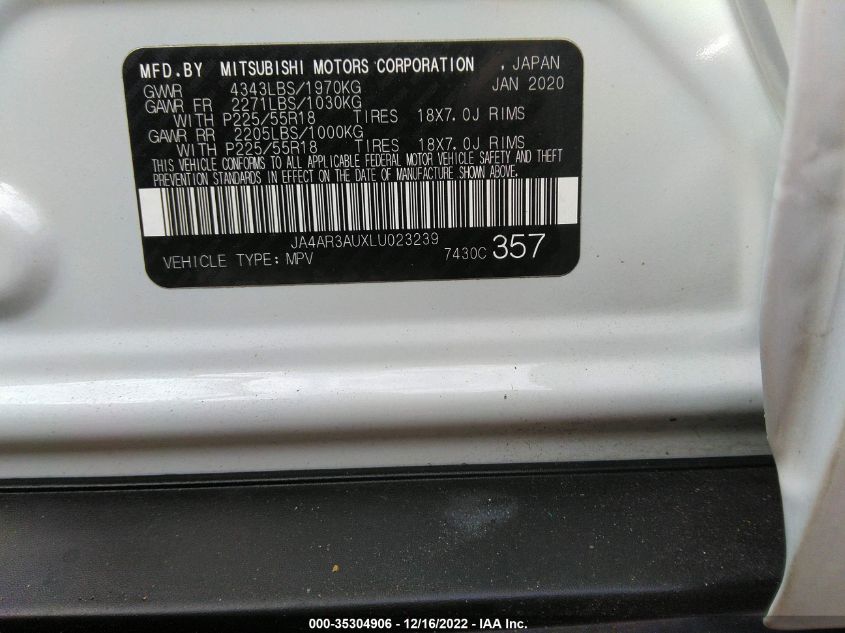 MFD.BY MITSUBISHI MOTORS CORPORATION , JAPAN
GVWR 4343LBS/1970KG JAN 2020
GAWR FR 2271LBS/1030KG
WITH P225/55R18 TIRES 18X7.0J RIMS
GAWR RR 2205LBS/1000KG
WITH P225/55R18 TIRES 18X7.0J RIMS
THIS VEHICLE CONFORMS TO ALL APPLICABLE FEDERAL MOTOR VEHICLE SAFETY AND THEFT
PREVENTION STANDARDS IN EFFECT ON THE DATE OF MANUFACTURE SHOWN ABOVE.
JA4AR3AUXLU023239
VEHICLE TYPE: MPV 7430C 357
000-35304906 - 12/16/2022 - IAA Inc.